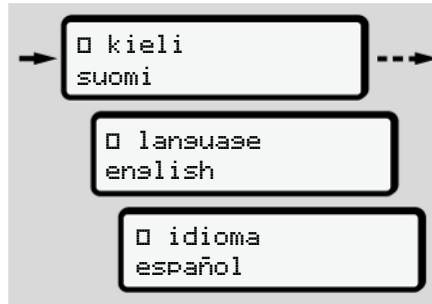 □ kieli
suomi
□ language
english
□ idioma
español